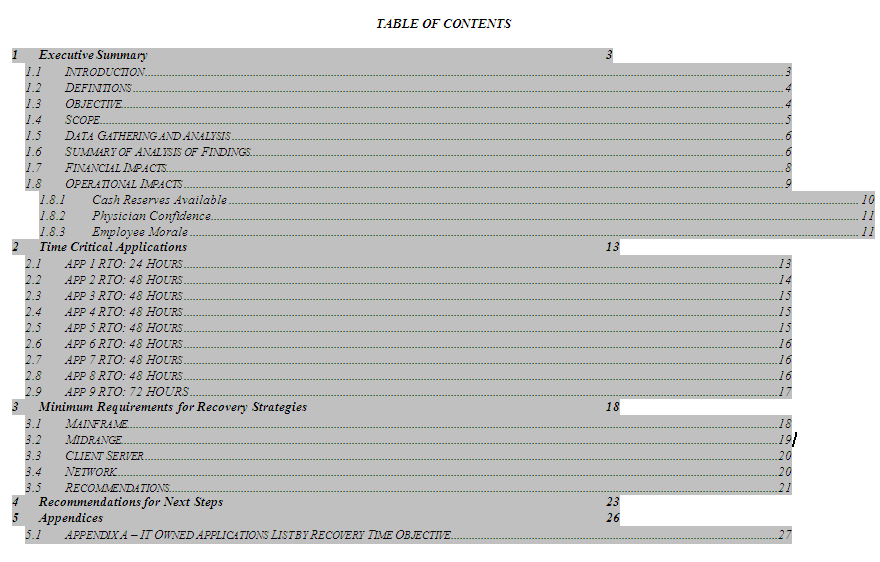 TABLE OF CONTENTS
1 Executive Summary 3
1.1 INTRODUCTION 3
1.2 DEFINITIONS 4
1.3 OBJECTIVE 4
1.4 SCOPE 5
1.5 DATA GATHERING AND ANALYSIS 6
1.6 SUMMARY OF ANALYSIS OF FINDINGS 6
1.7 FINANCIAL IMPACTS 8
1.8 OPERATIONAL IMPACTS 9
1.8.1 Cash Reserves Available 10
1.8.2 Physician Confidence 11
1.8.3 Employee Morale 11
2 Time Critical Applications 13
2.1 APP 1 RTO: 24 HOURS 13
2.2 APP 2 RTO: 48 HOURS 14
2.3 APP 3 RTO: 48 HOURS 15
2.4 APP 4 RTO: 48 HOURS 15
2.5 APP 5 RTO: 48 HOURS 15
2.6 APP 6 RTO: 48 HOURS 16
2.7 APP 7 RTO: 48 HOURS 16
2.8 APP 8 RTO: 48 HOURS 16
2.9 APP 9 RTO: 72 HOURS 17
3 Minimum Requirements for Recovery Strategies 18
3.1 MAINFRAME 18
3.2 MIDRANGE 19
3.3 CLIENT SERVER 20
3.4 NETWORK 20
3.5 RECOMMENDATIONS 21
4 Recommendations for Next Steps 23
5 Appendices 26
5.1 APPENDIX A – IT OWNED APPLICATIONS LIST BY RECOVERY TIME OBJECTIVE 27